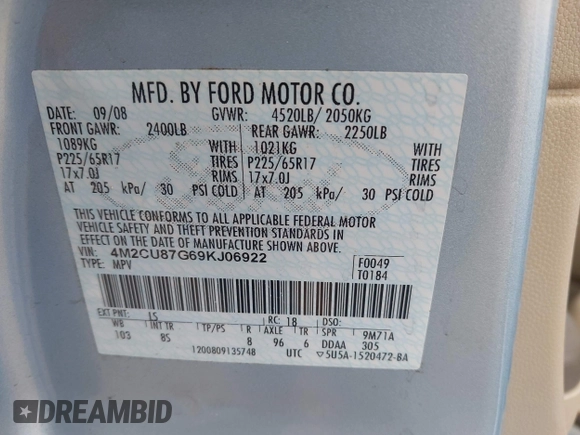 MFD. BY FORD MOTOR CO.
DATE: 09/08 GVWR: 4520LB/ 2050KG
FRONT GAWR: 2400LB REAR GAWR: 2250LB
1089KG WITH 1021KG WITH
P225/65R17 TIRES P225/65R17 TIRES
17x7.0J RIMS 17x7.0J RIMS
AT 205 kPa/ 30 PSI COLD AT 205 kPa/ 30 PSI COLD
THIS VEHICLE CONFORMS TO ALL APPLICABLE FEDERAL MOTOR
VEHICLE SAFETY AND THEFT PREVENTION STANDARDS IN
EFFECT ON THE DATE OF MANUFACTURE SHOWN ABOVE.
VIN: 4M2CU87G69KJ06922 F0049
TYPE: MPV T01B4
EXT PNT: LS RC: 18 DSO:
WB INT TR TP/PS R AXLE TR SPR 9M71A
103 8S 8 96 6 DDAA 305
1200809135748 UTC ▽5U5A-1520472-BA
DREAMBID